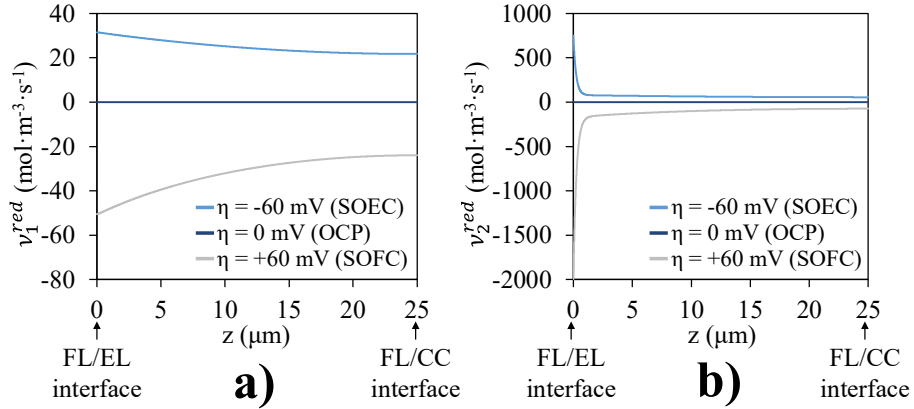 40
20
0
-20
-40
-60
-80
ν₁^red (mol·m⁻³·s⁻¹)
η = -60 mV (SOEC)
η = 0 mV (OCP)
η = +60 mV (SOFC)
0 5 10 15 20 25
z (μm)
FL/EL
interface
FL/CC
interface
a)
1000
500
0
-500
-1000
-1500
-2000
ν₂^red (mol·m⁻³·s⁻¹)
η = -60 mV (SOEC)
η = 0 mV (OCP)
η = +60 mV (SOFC)
0 5 10 15 20 25
z (μm)
FL/EL
interface
FL/CC
interface
b)